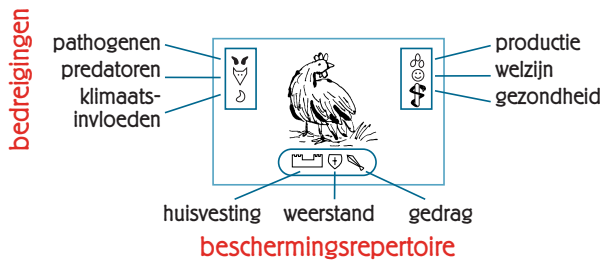 bedreigingen
pathogenen
predatoren
klimaats-
invloeden
productie
welzijn
gezondheid
huisvesting weerstand gedrag
beschermingsrepertoire